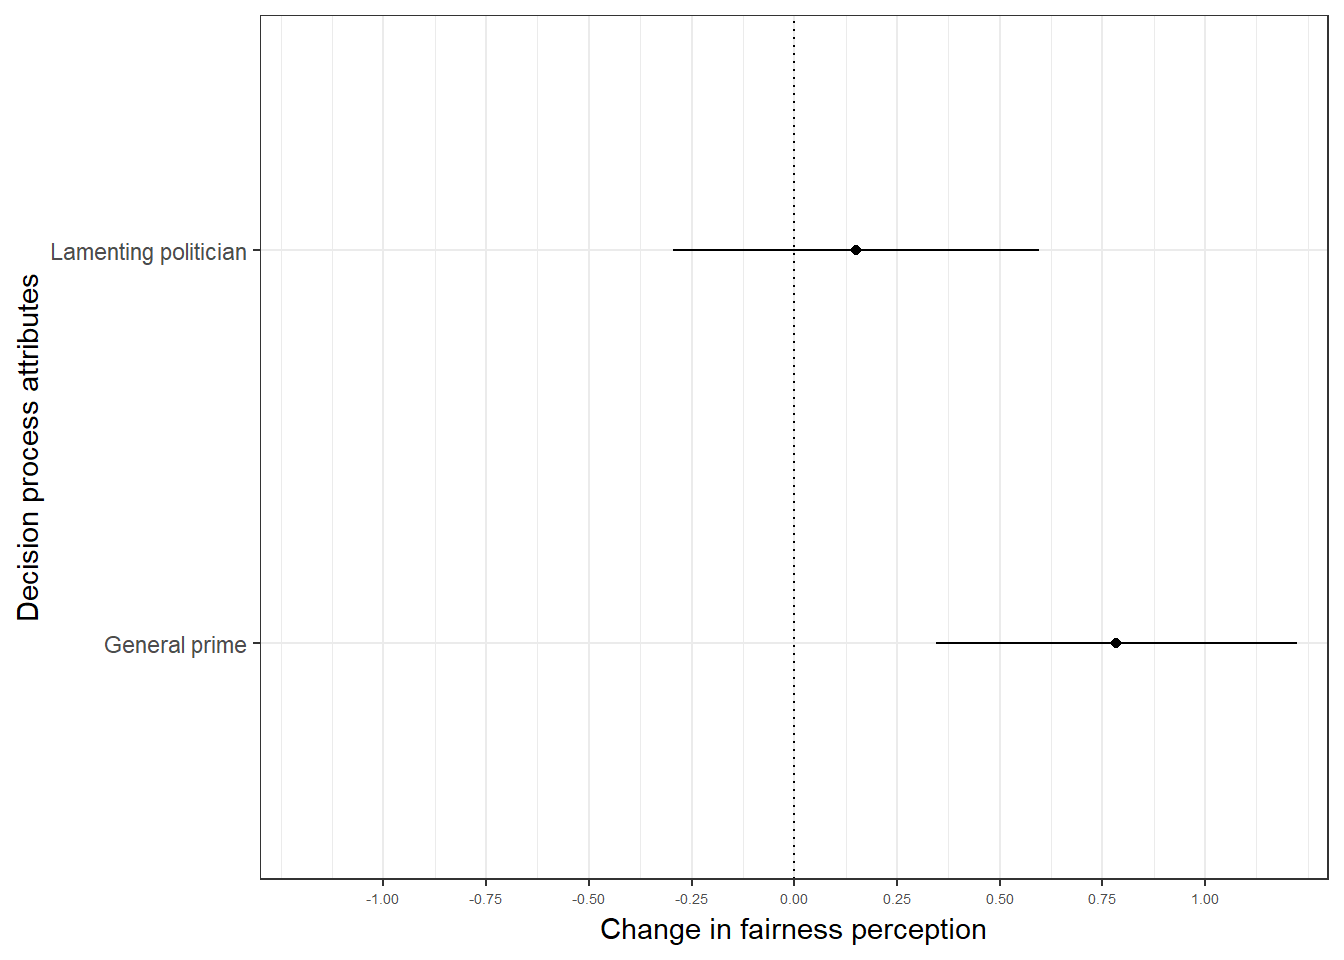 Decision process attributes
Lamenting politician
General prime
-1.00 -0.75 -0.50 -0.25 0.00 0.25 0.50 0.75 1.00
Change in fairness perception